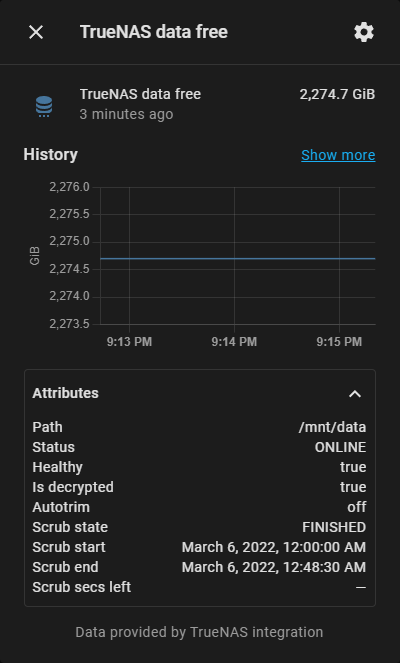 TrueNAS data free
TrueNAS data free 2,274.7 GiB
3 minutes ago
History Show more
2,276.0
2,275.5
2,275.0
2,274.5
2,274.0
2,273.5
GiB
9:13 PM 9:14 PM 9:15 PM
Attributes
Path /mnt/data
Status ONLINE
Healthy true
Is decrypted true
Autotrim off
Scrub state FINISHED
Scrub start March 6, 2022, 12:00:00 AM
Scrub end March 6, 2022, 12:48:30 AM
Scrub secs left —
Data provided by TrueNAS integration